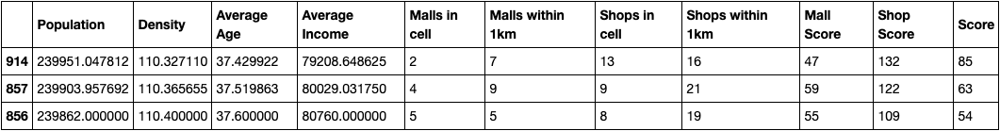 Population Density Average Age Average Income Malls in cell Malls within 1km Shops in cell Shops within 1km Mall Score Shop Score Score
914 239951.047812 110.327110 37.429922 79208.648625 2 7 13 16 47 132 85
857 239903.957692 110.365655 37.519863 80029.031750 4 9 9 21 59 122 63
856 239862.000000 110.400000 37.600000 80760.000000 5 5 8 19 55 109 54